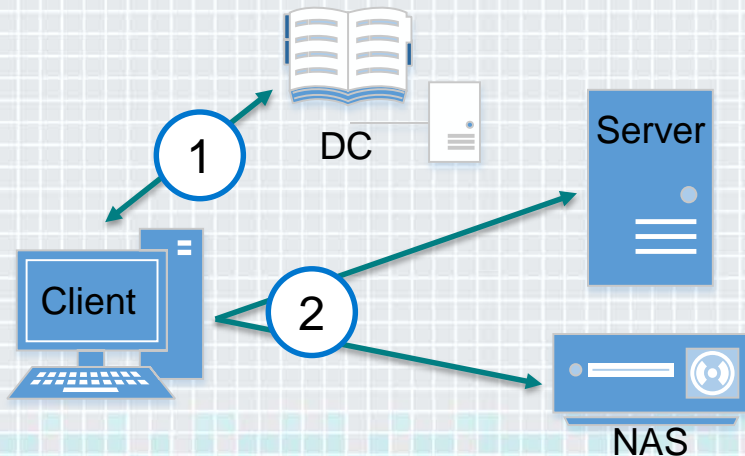 DC
1
Server
Client
2
NAS